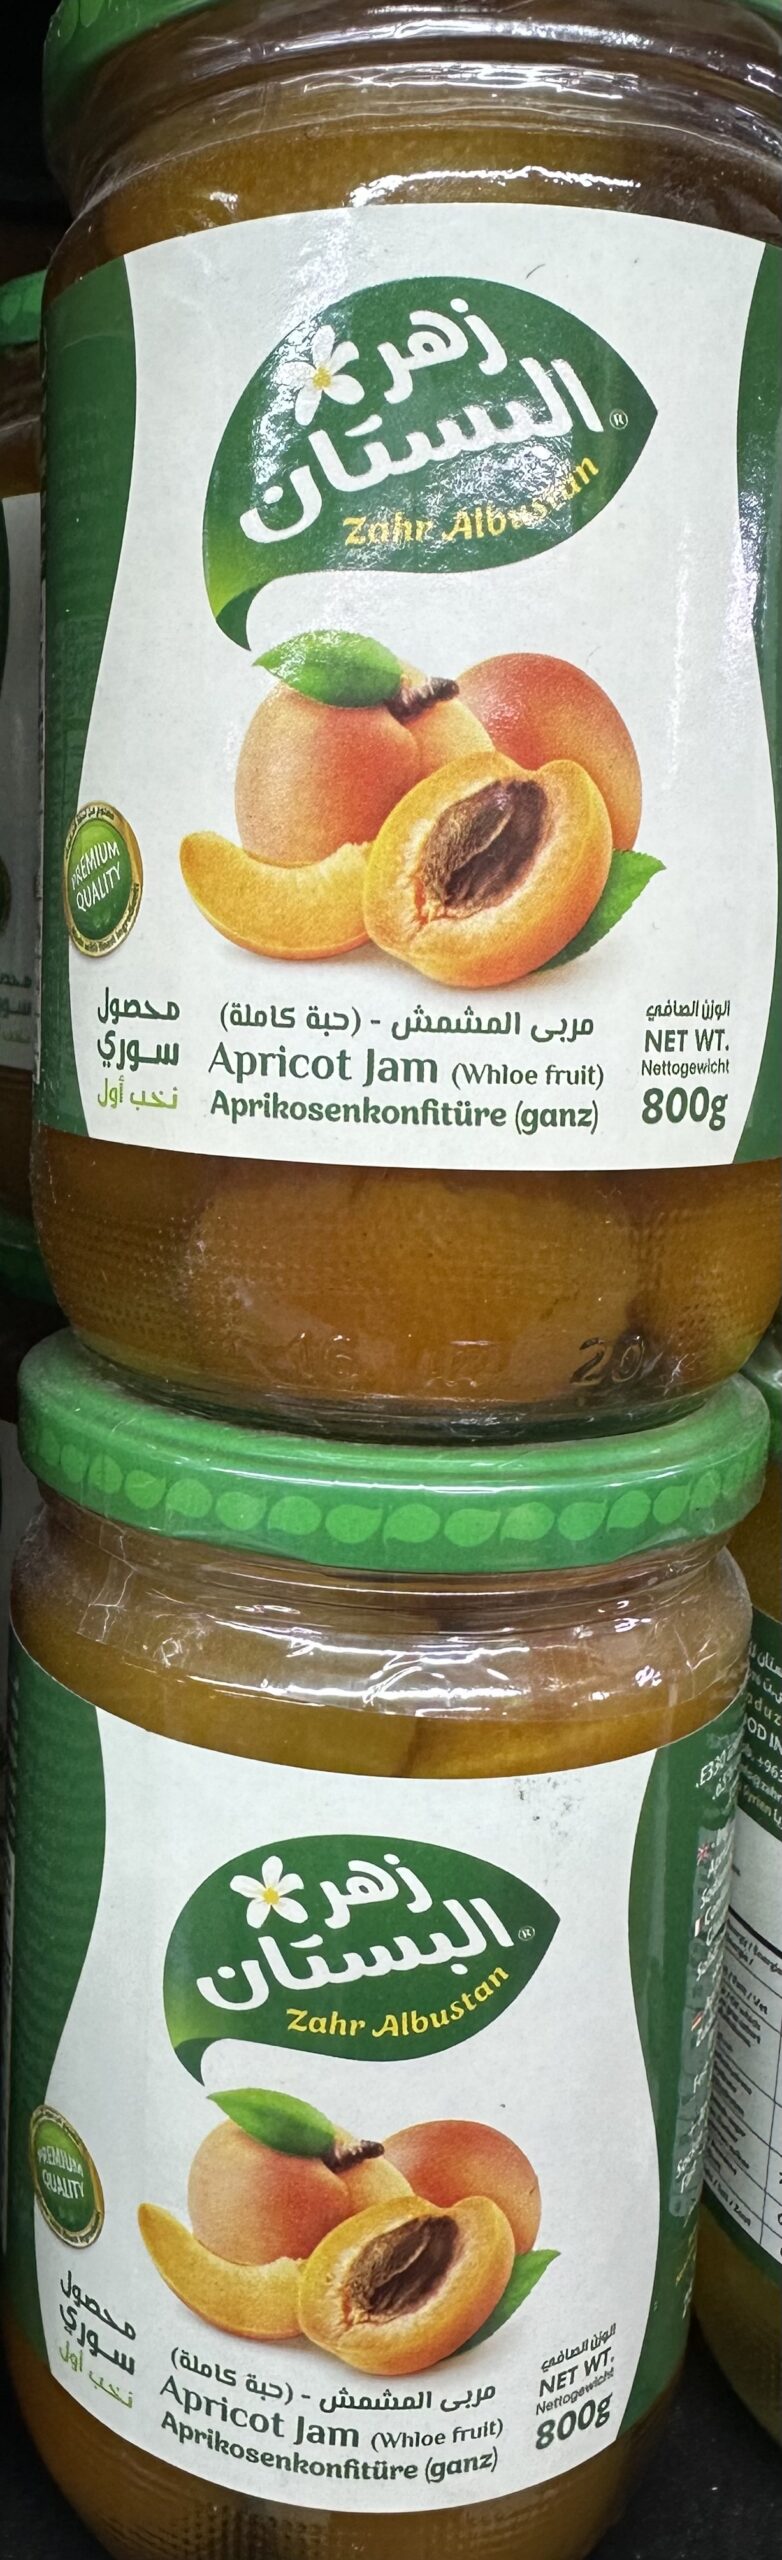 زهر
البستان
®
Zahr Albustan
PREMIUM
QUALITY
محصول
سوري
نخب أول
مربى المشمش - (حبة كاملة)
Apricot Jam (Whloe fruit)
Aprikosenkonfitüre (ganz)
الوزن الصافي
NET WT.
Nettogewicht
800g
20
زهر
البستان
®
Zahr Albustan
PREMIUM
QUALITY
محصول
سوري
نخب أول
مربى المشمش - (حبة كاملة)
Apricot Jam (Whloe fruit)
Aprikosenkonfitüre (ganz)
الوزن الصافي
NET WT.
Nettogewicht
800g